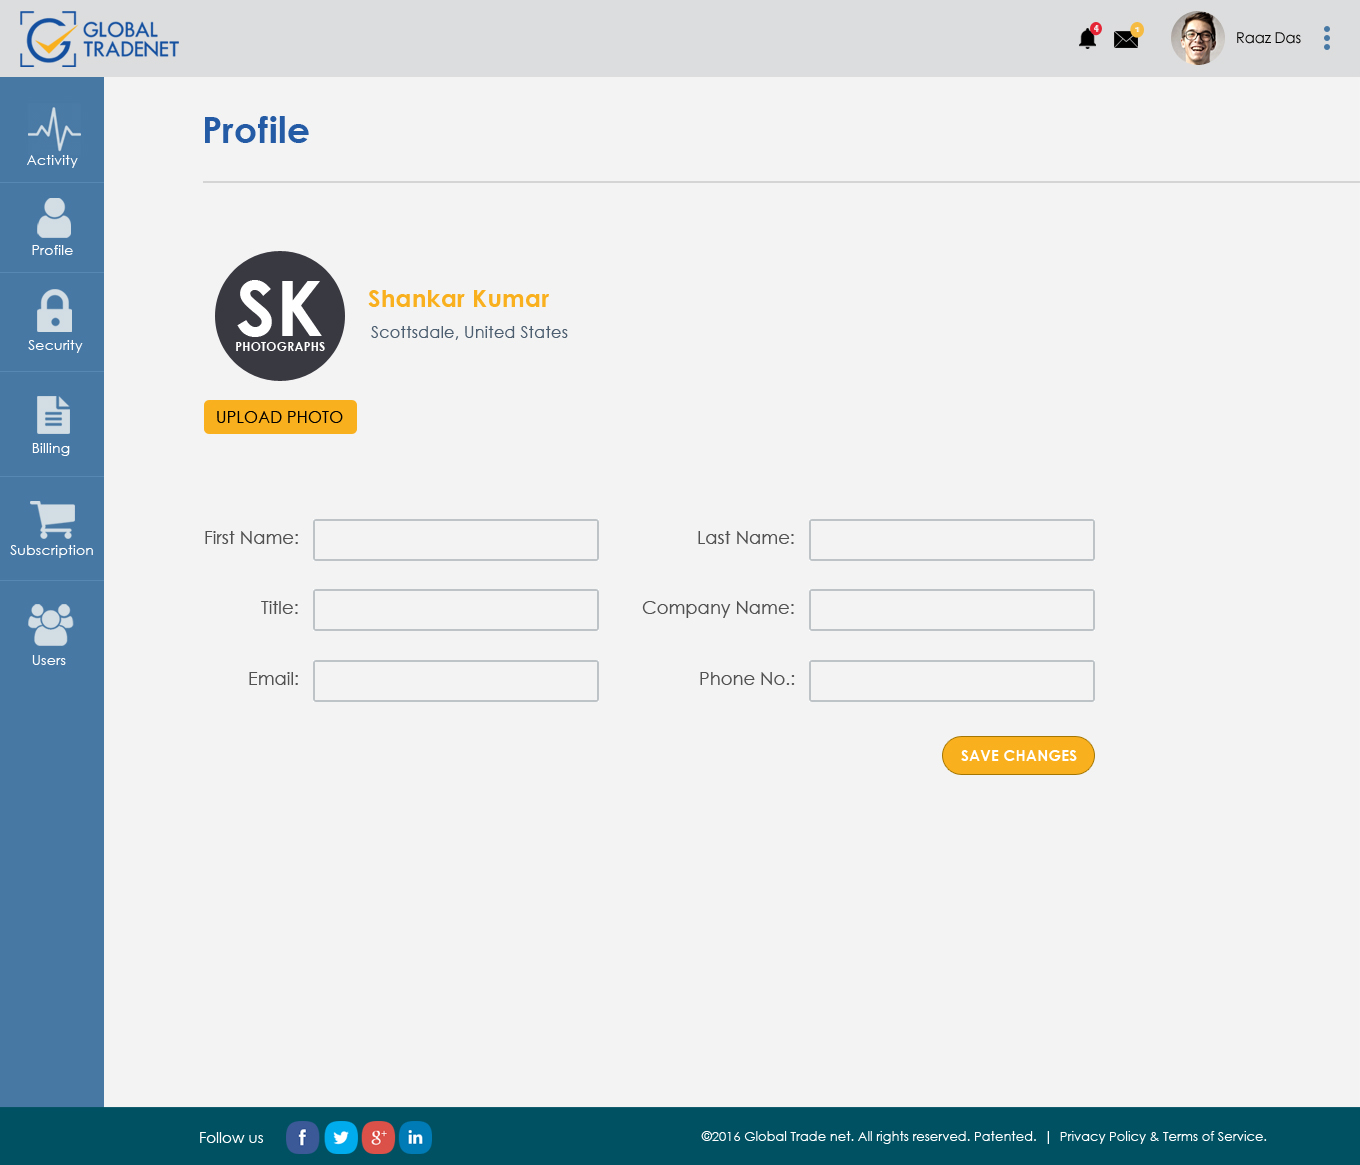 GLOBAL
TRADENET
4
1
Raaz Das
Activity
Profile
Security
Billing
Subscription
Users
Profile
SK
PHOTOGRAPHS
Shankar Kumar
Scottsdale, United States
UPLOAD PHOTO
First Name:
Last Name:
Title:
Company Name:
Email:
Phone No.:
SAVE CHANGES
Follow us
f
8+
in
©2016 Global Trade net. All rights reserved. Patented. | Privacy Policy & Terms of Service.